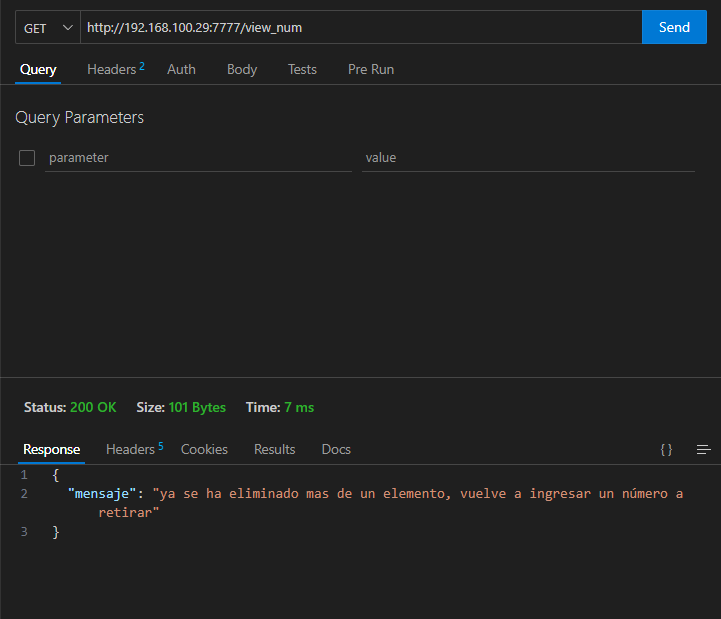 GET http://192.168.100.29:7777/view_num Send
Query Headers 2 Auth Body Tests Pre Run
Query Parameters
parameter value
Status: 200 OK Size: 101 Bytes Time: 7 ms
Response Headers 5 Cookies Results Docs { }
1 {
2 "mensaje": "ya se ha eliminado mas de un elemento, vuelve a ingresar un número a
retirar"
3 }